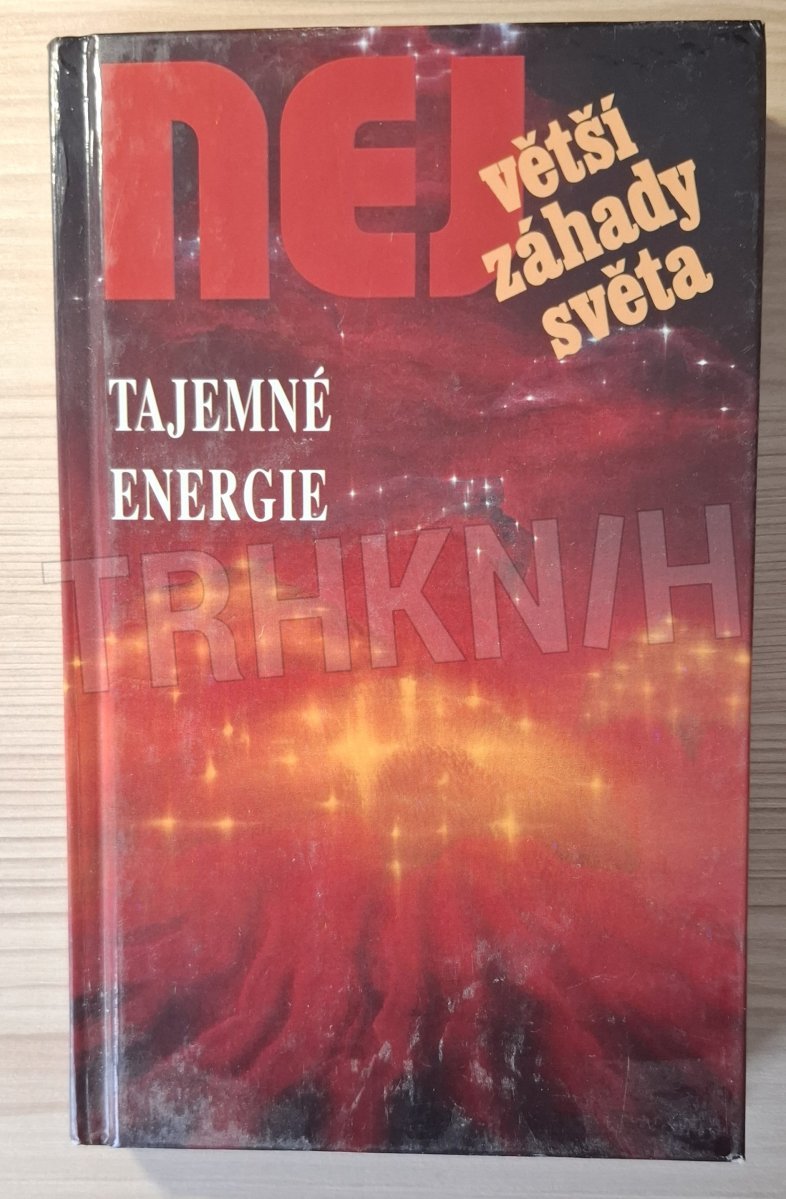 NEJ
větší
záhady
světa
TAJEMNÉ
ENERGIE
TRHKNIH